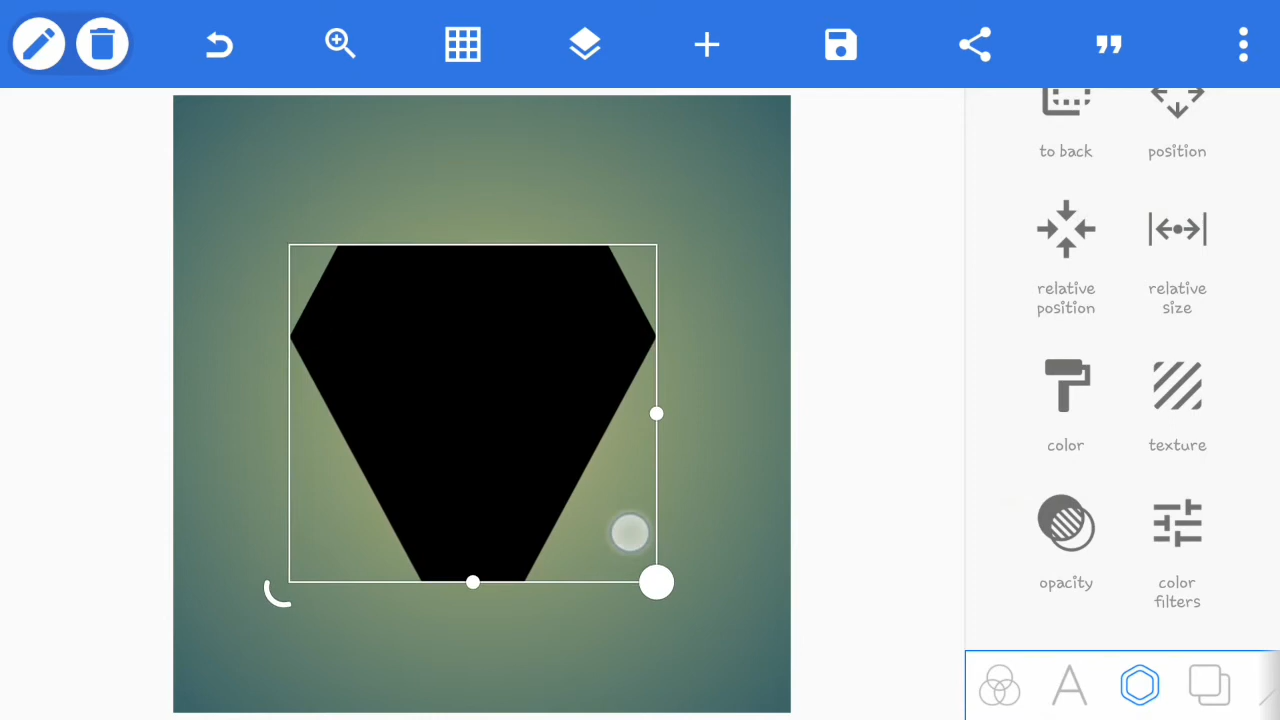 to back
position
relative
position
relative
size
color
texture
opacity
color
filters